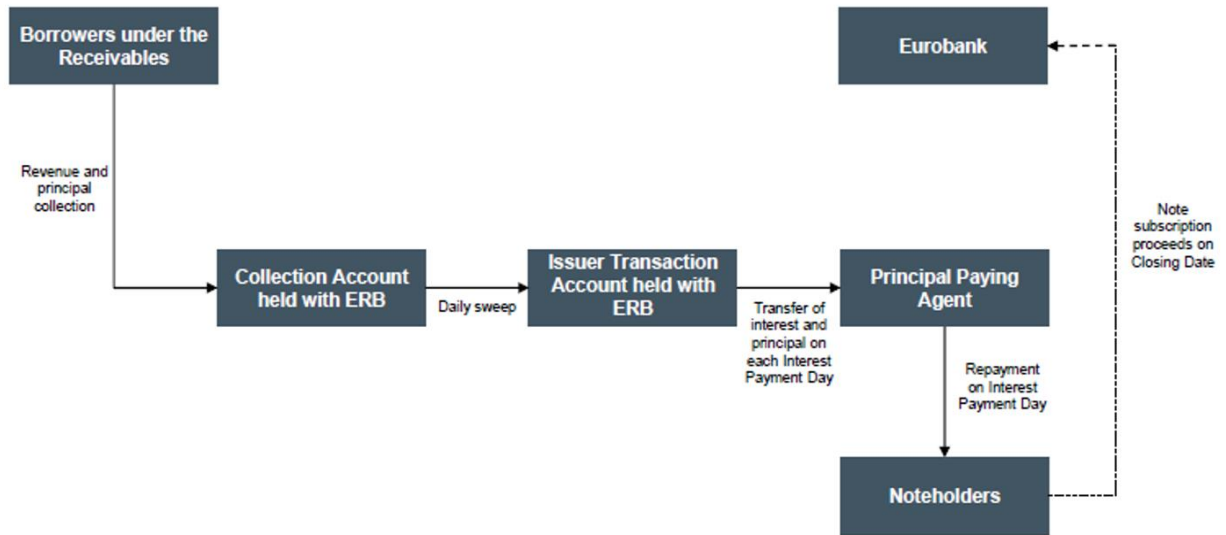 Borrowers under the
Receivables
Eurobank
Revenue and
principal
collection
Note
subscription
proceeds on
Closing Date
Collection Account
held with ERB
Daily sweep
Issuer Transaction
Account held with
ERB
Transfer of
interest and
principal on
each Interest
Payment Day
Principal Paying
Agent
Repayment
on Interest
Payment Day
Noteholders